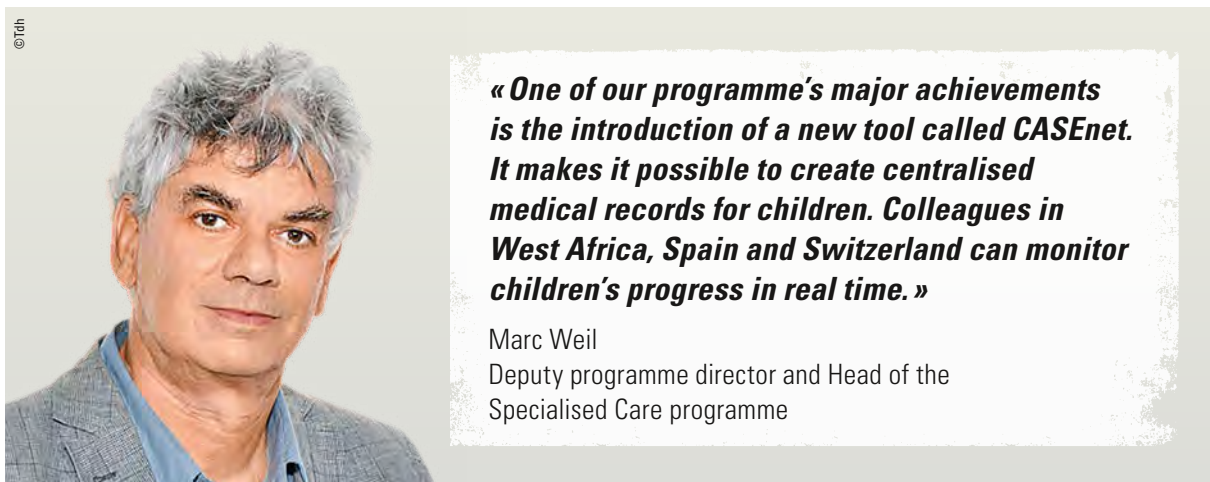 ©Tdh
« One of our programme’s major achievements
is the introduction of a new tool called CASEnet.
It makes it possible to create centralised
medical records for children. Colleagues in
West Africa, Spain and Switzerland can monitor
children’s progress in real time. »
Marc Weil
Deputy programme director and Head of the
Specialised Care programme